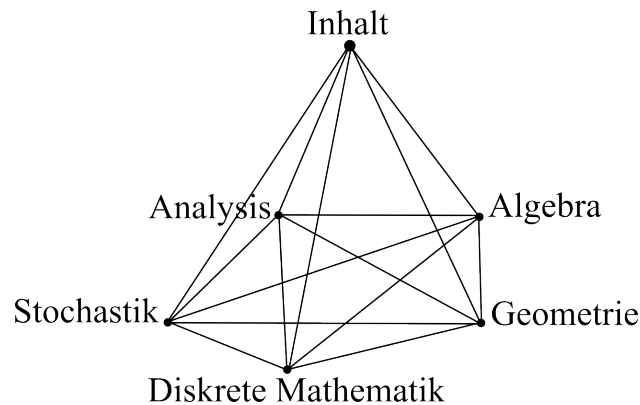 Inhalt
Analysis
Algebra
Stochastik
Geometrie
Diskrete Mathematik